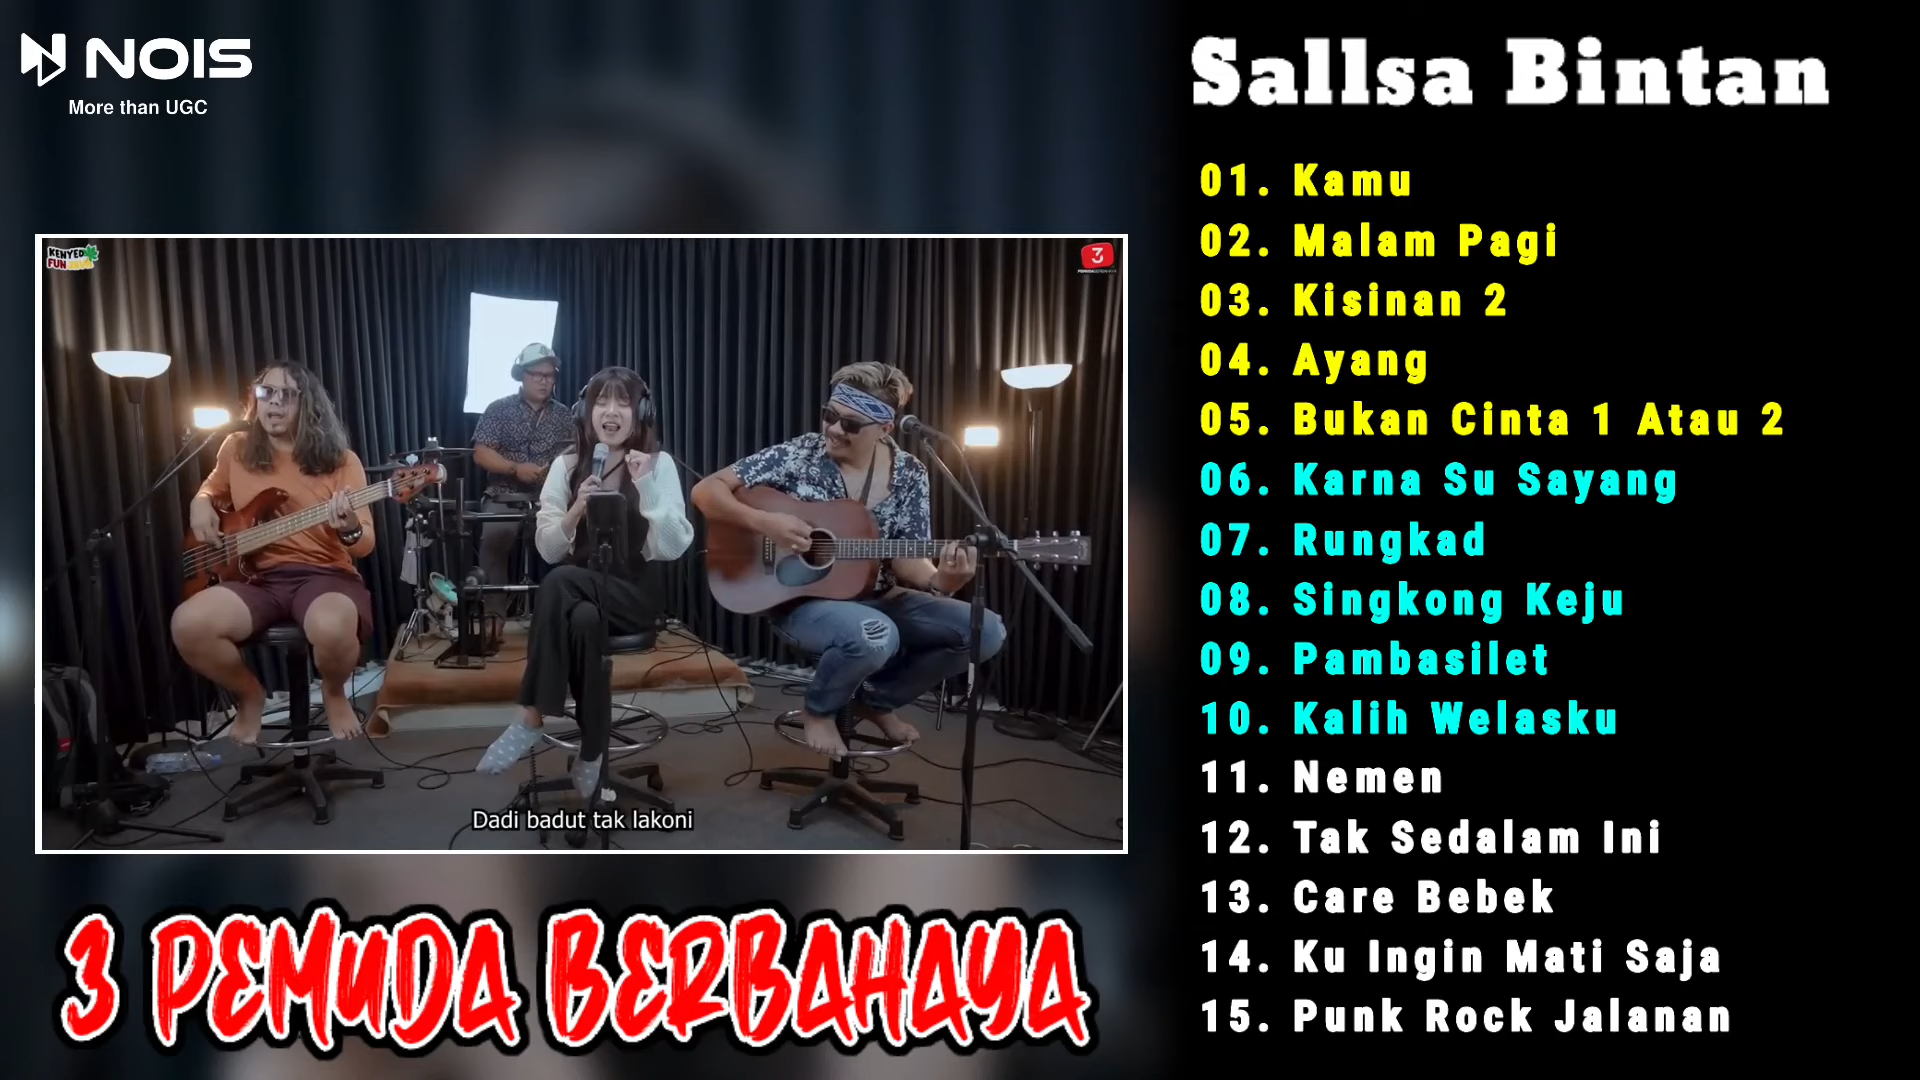 NOIS
More than UGC
Sallsa Bintan
01. Kamu
02. Malam Pagi
03. Kisinan 2
04. Ayang
05. Bukan Cinta 1 Atau 2
06. Karna Su Sayang
07. Rungkad
08. Singkong Keju
09. Pambasilet
10. Kalih Welasku
11. Nemen
12. Tak Sedalam Ini
13. Care Bebek
14. Ku Ingin Mati Saja
15. Punk Rock Jalanan
KENYED
FUN
3
Dadi badut tak lakoni
3 PEMUDA BERBAHAYA